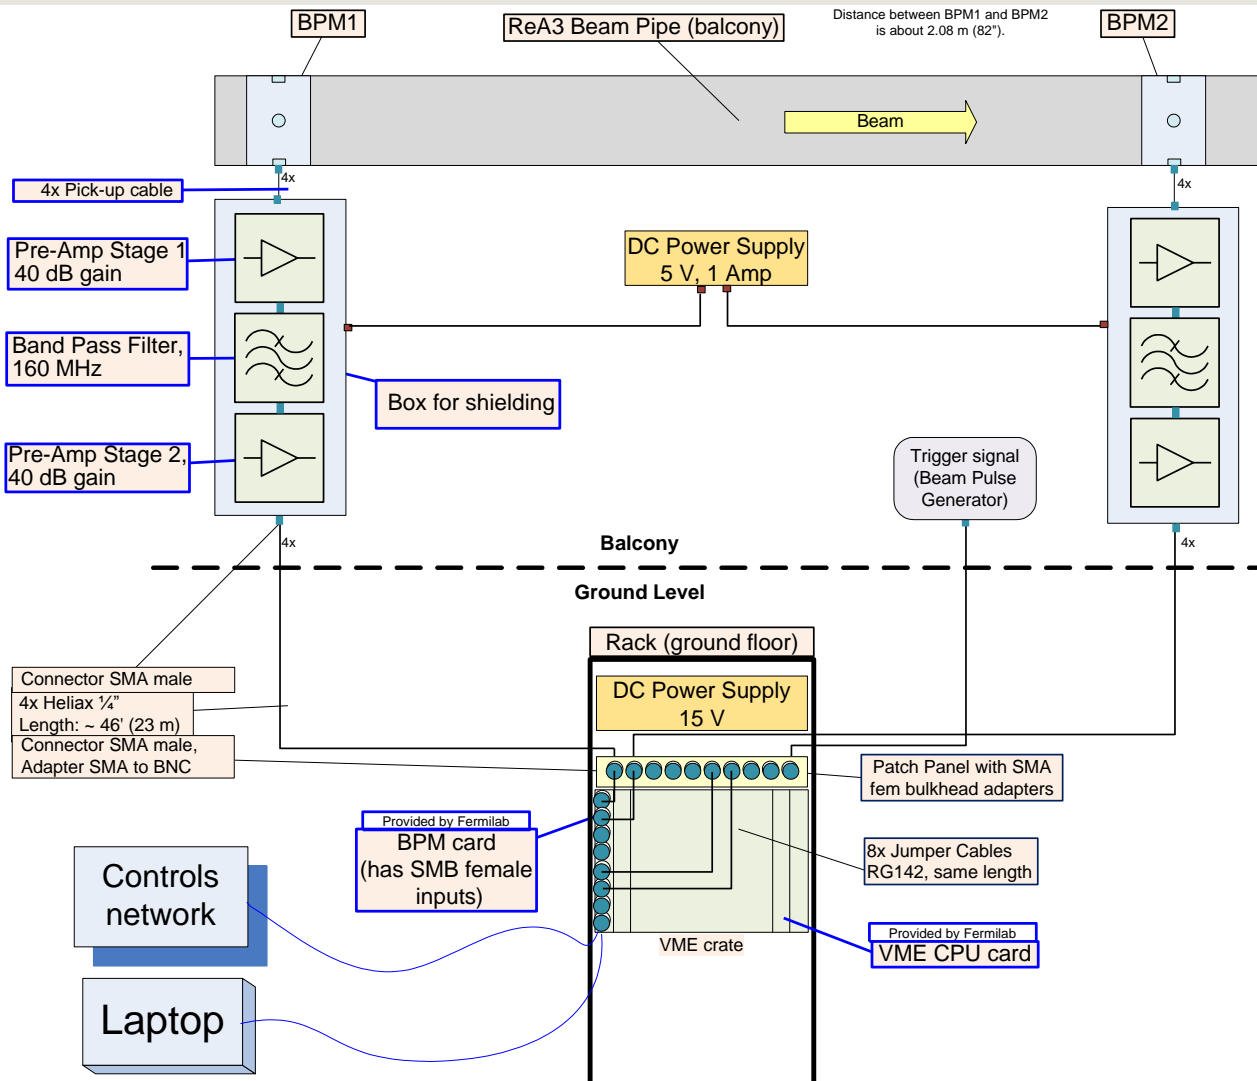 BPM1
ReA3 Beam Pipe (balcony)
Distance between BPM1 and BPM2
is about 2.08 m (82").
BPM2
Beam
4x Pick-up cable
4x
4x
Pre-Amp Stage 1
40 dB gain
DC Power Supply
5 V, 1 Amp
Band Pass Filter,
160 MHz
Box for shielding
Pre-Amp Stage 2,
40 dB gain
Trigger signal
(Beam Pulse
Generator)
4x
4x
Balcony
Ground Level
Rack (ground floor)
Connector SMA male
4x Heliax ¼”
Length: ~ 46' (23 m)
Connector SMA male,
Adapter SMA to BNC
DC Power Supply
15 V
Patch Panel with SMA
fem bulkhead adapters
Provided by Fermilab
BPM card
(has SMB female
inputs)
8x Jumper Cables
RG142, same length
Controls
network
VME crate
Provided by Fermilab
VME CPU card
Laptop